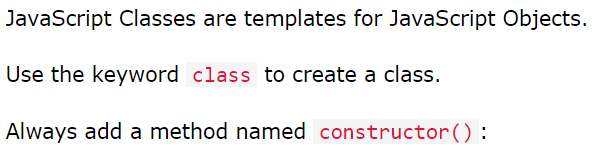 JavaScript Classes are templates for JavaScript Objects.
Use the keyword class to create a class.
Always add a method named constructor():